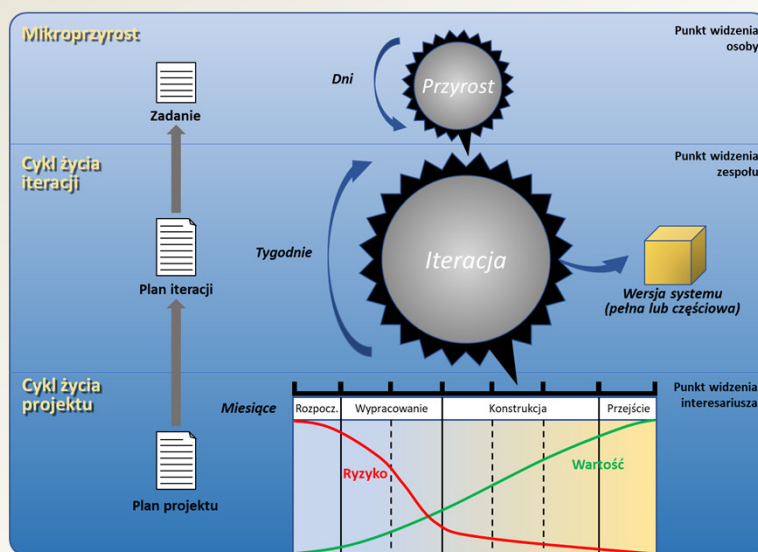 Mikroprzyrost
Punkt widzenia
osoby
Dni
Przyrost
Zadanie
Cykl życia
iteracji
Punkt widzenia
zespołu
Tygodnie
Iteracja
Plan iteracji
Wersja systemu
(pełna lub częściowa)
Cykl życia
projektu
Punkt widzenia
interesariusza
Miesiące
Rozpocz.
Wypracowanie
Konstrukcja
Przejście
Ryzyko
Wartość
Plan projektu